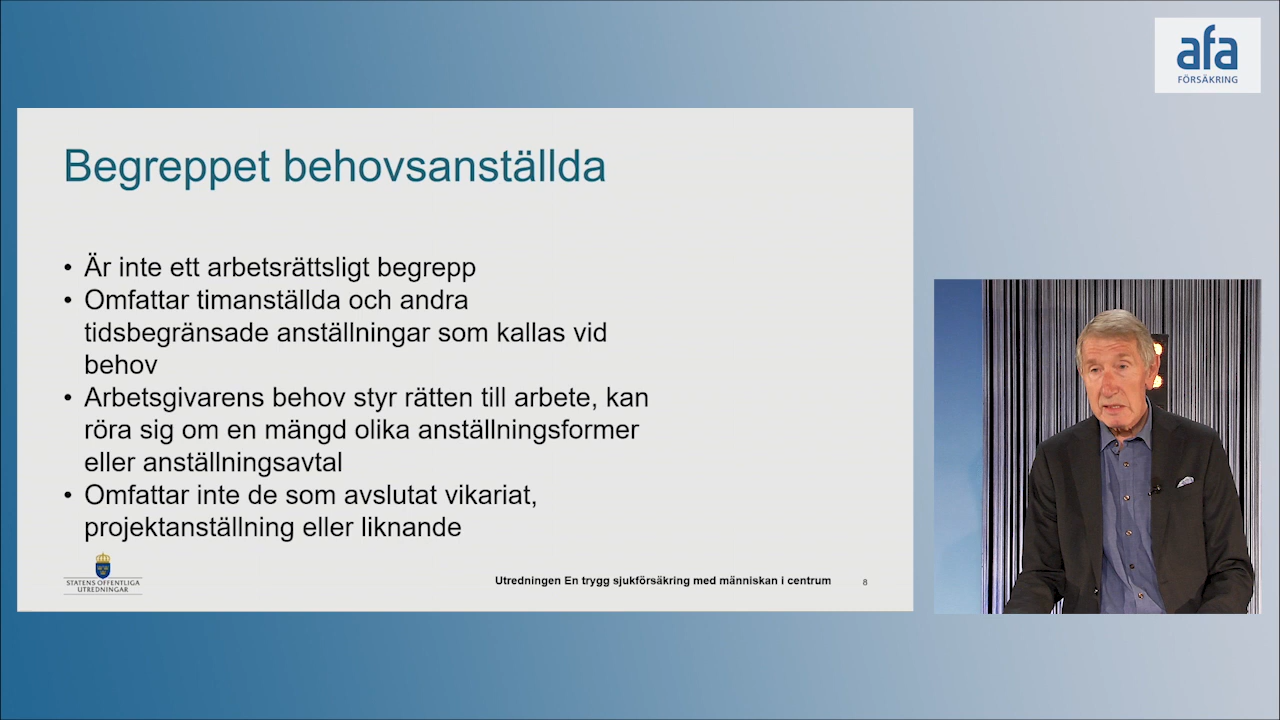 afa
FÖRSÄKRING
Begreppet behovsanställda
• Är inte ett arbetsrättsligt begrepp
• Omfattar timanställda och andra
tidsbegränsade anställningar som kallas vid
behov
• Arbetsgivarens behov styr rätten till arbete, kan
röra sig om en mängd olika anställningsformer
eller anställningsavtal
• Omfattar inte de som avslutat vikariat,
projektanställning eller liknande
STATENS OFFENTLIGA
UTREDNINGAR
Utredningen En trygg sjukförsäkring med människan i centrum
8